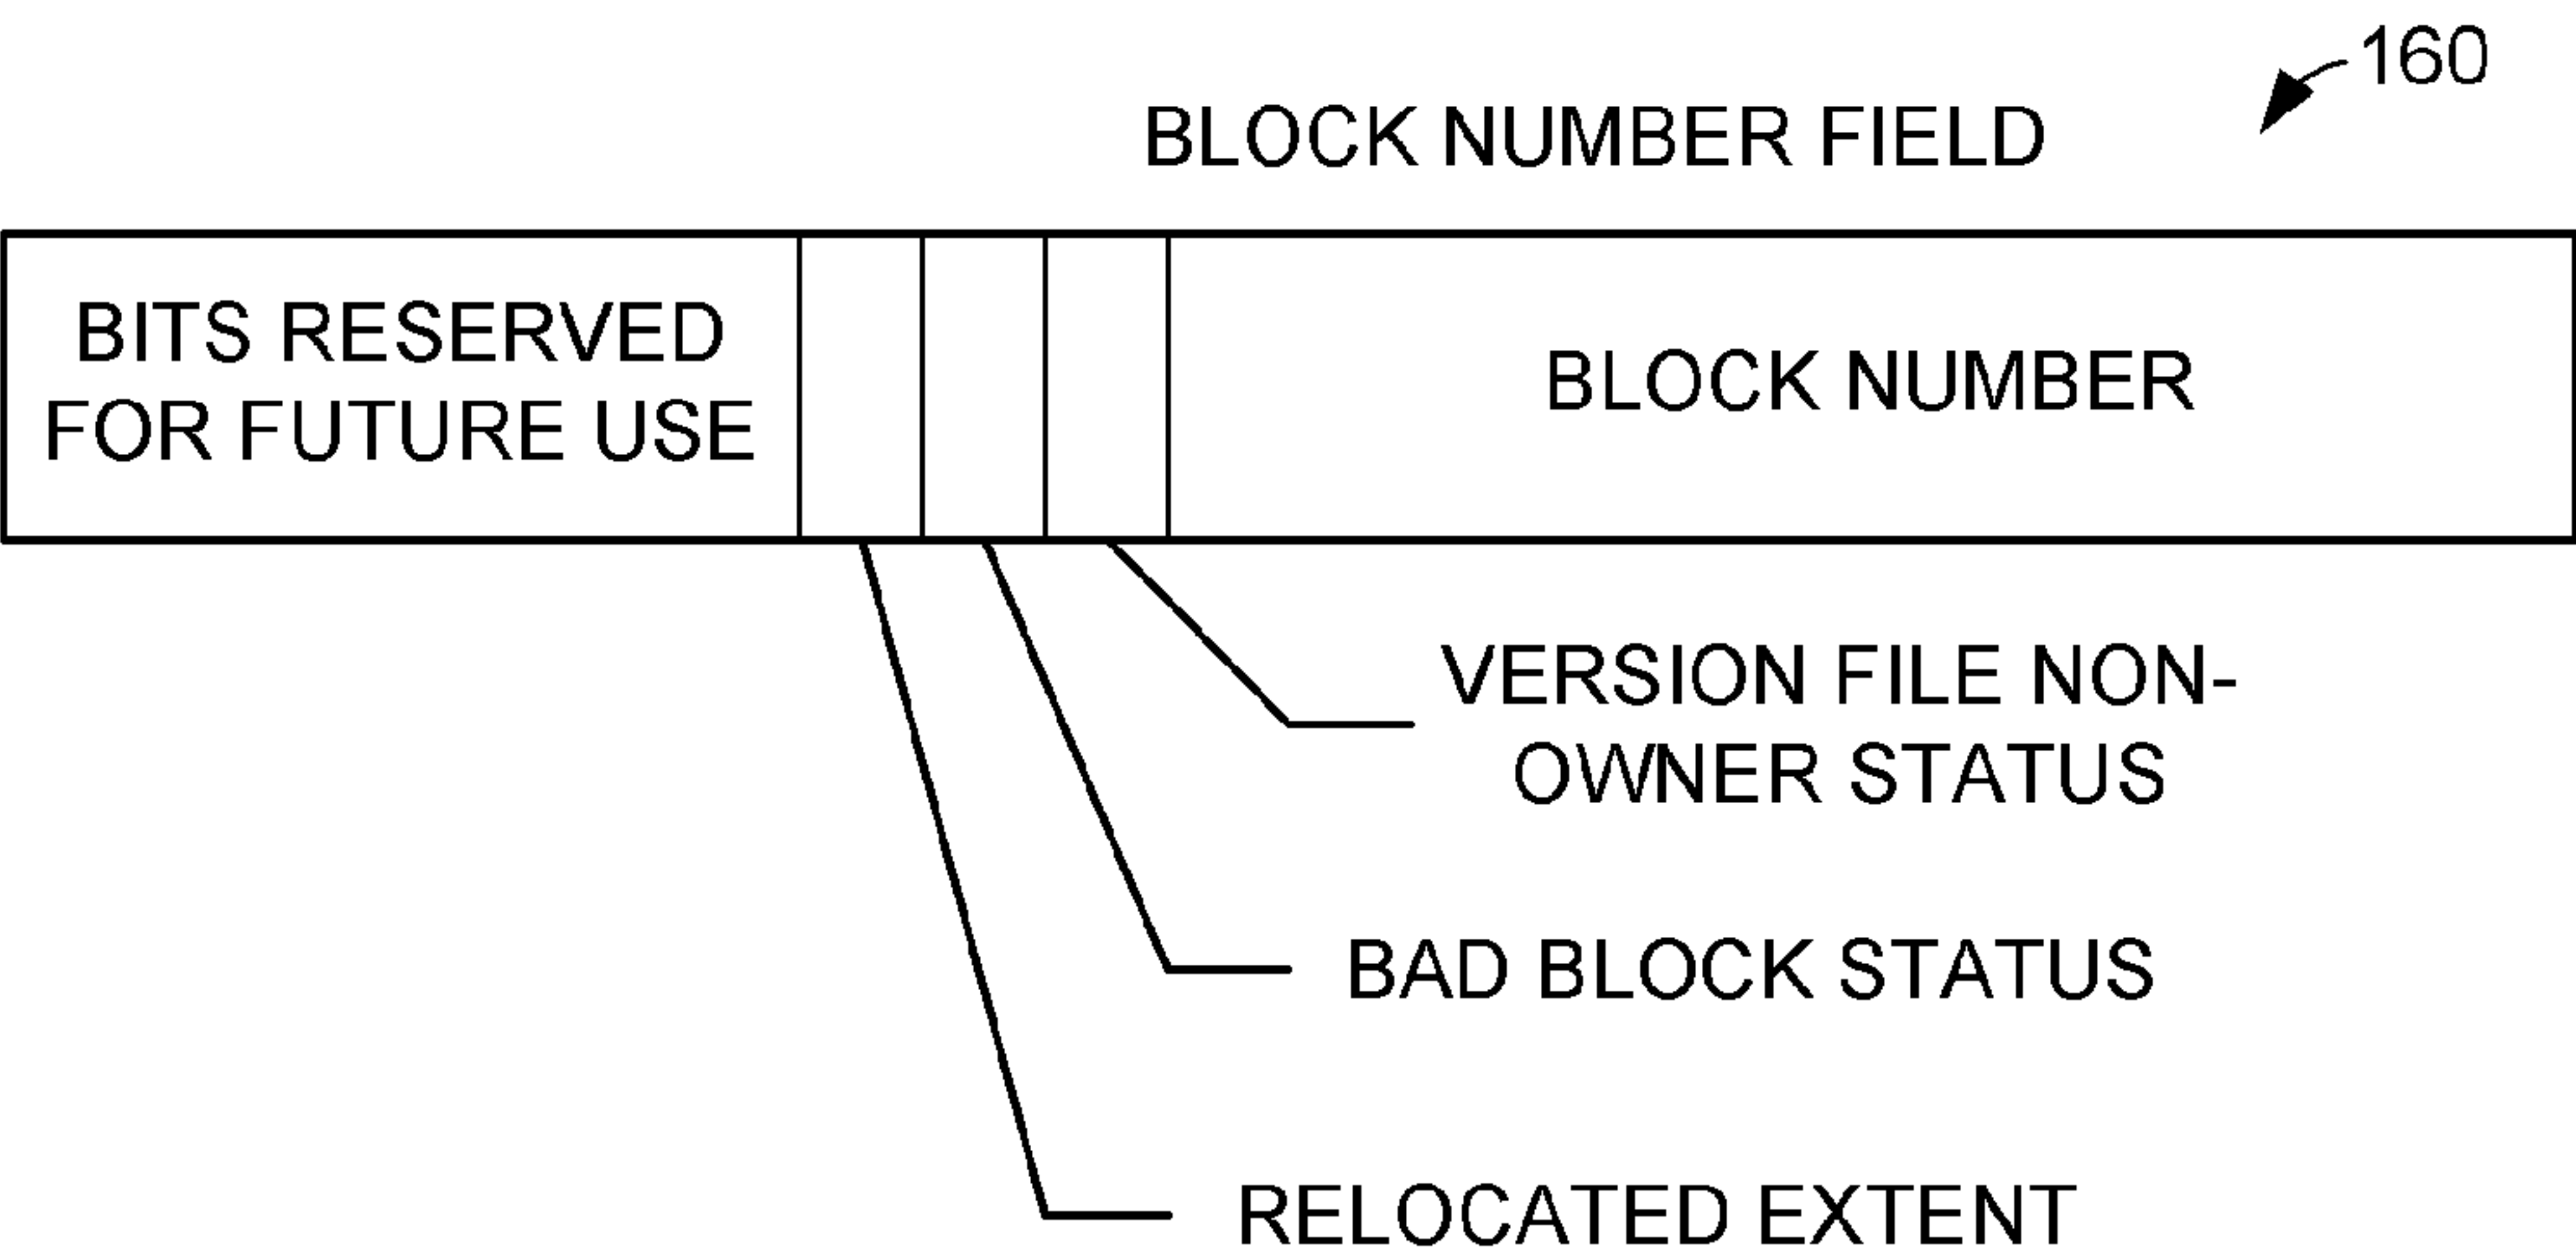 160
BLOCK NUMBER FIELD
BITS RESERVED
FOR FUTURE USE
BLOCK NUMBER
VERSION FILE NON-
OWNER STATUS
BAD BLOCK STATUS
RELOCATED EXTENT